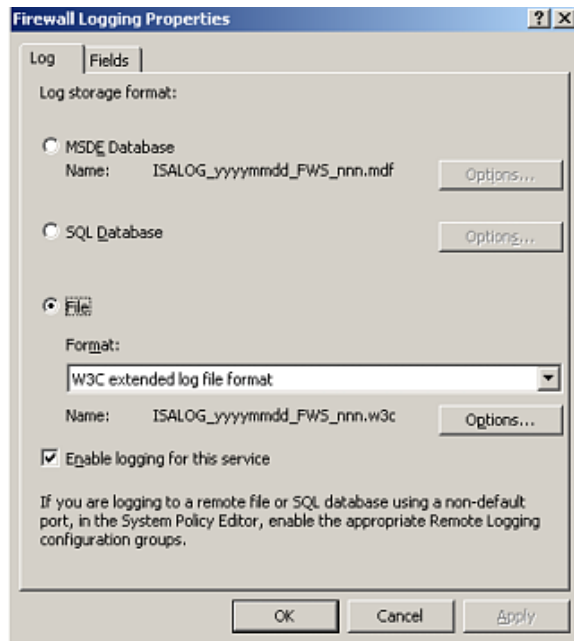 Firewall Logging Properties
Log Fields
Log storage format:
MSDE Database
Name: ISALOG_yyyymmdd_FWS_nnn.mdf Options...
SQL Database Options...
File
Format:
W3C extended log file format
Name: ISALOG_yyyymmdd_FWS_nnn.w3c Options...
Enable logging for this service
If you are logging to a remote file or SQL database using a non-default
port, in the System Policy Editor, enable the appropriate Remote Logging
configuration groups.
OK Cancel Apply